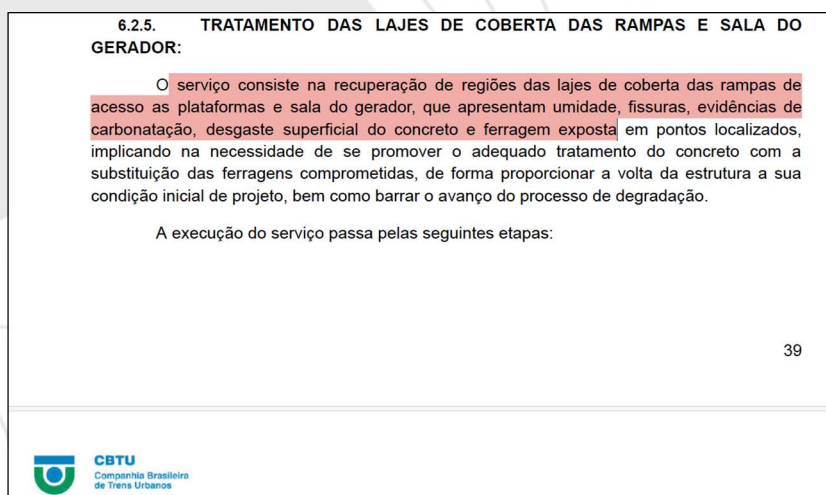 6.2.5. TRATAMENTO DAS LAJES DE COBERTA DAS RAMPAS E SALA DO
GERADOR:
O serviço consiste na recuperação de regiões das lajes de coberta das rampas de
acesso as plataformas e sala do gerador, que apresentam umidade, fissuras, evidências de
carbonatação, desgaste superficial do concreto e ferragem exposta em pontos localizados,
implicando na necessidade de se promover o adequado tratamento do concreto com a
substituição das ferragens comprometidas, de forma proporcionar a volta da estrutura a sua
condição inicial de projeto, bem como barrar o avanço do processo de degradação.
A execução do serviço passa pelas seguintes etapas:
39
CBTU
Companhia Brasileira
de Trens Urbanos